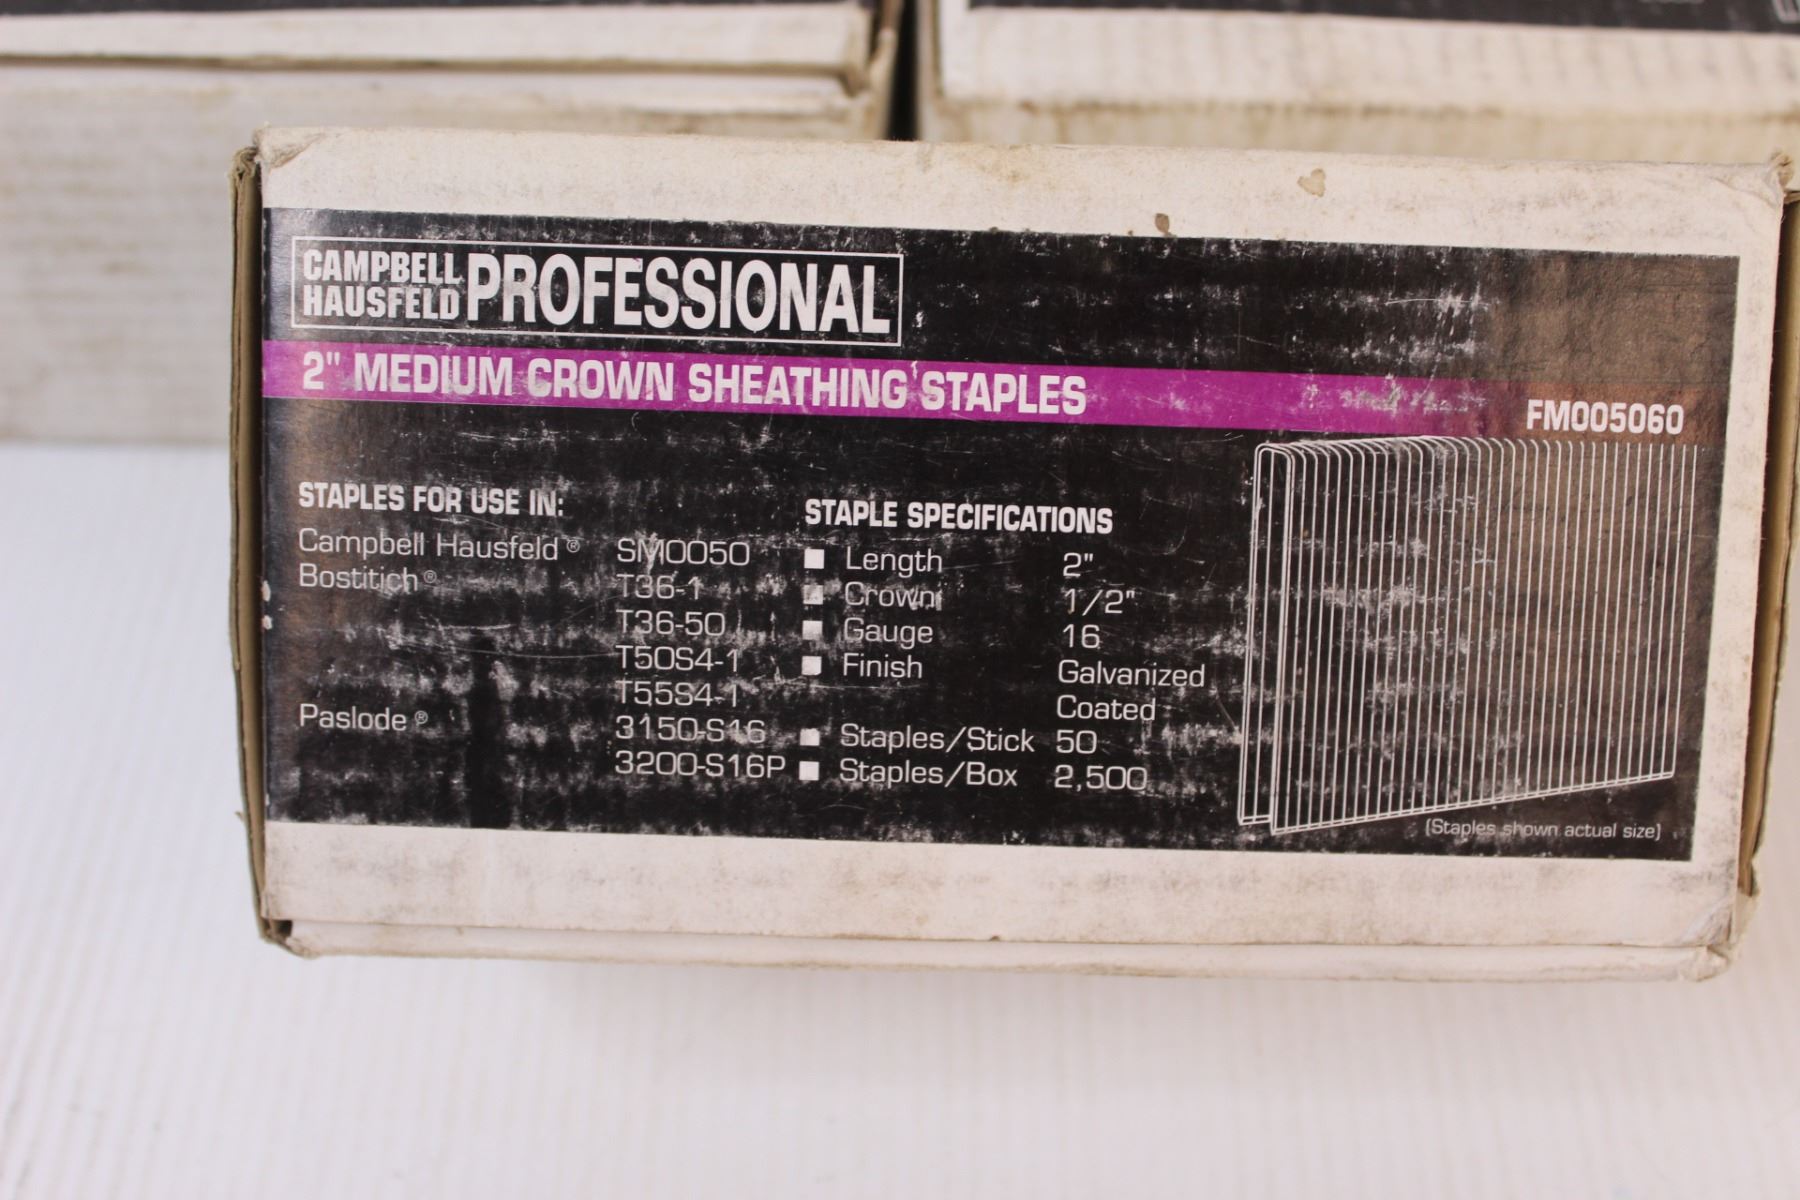 CAMPBELL
HAUSFELD
PROFESSIONAL
2" MEDIUM CROWN SHEATHING STAPLES
FM005060
STAPLES FOR USE IN:
Campbell Hausfeld® SM0050
Bostitich® T36-1
T36-50
T50S4-1
T55S4-1
Paslode® 3150-S16
3200-S16P
STAPLE SPECIFICATIONS
Length 2"
Crown 1/2"
Gauge 16
Finish Galvanized
Coated
Staples/Stick 50
Staples/Box 2,500
(Staples shown actual size)